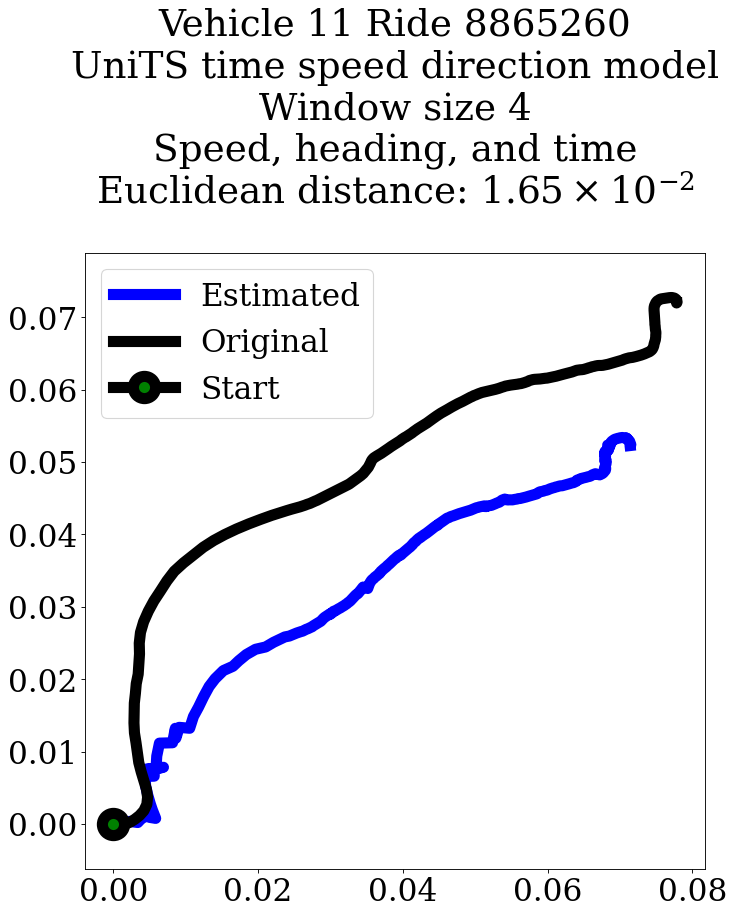 Vehicle 11 Ride 8865260
UniTS time speed direction model
Window size 4
Speed, heading, and time
Euclidean distance: 1.65 × 10⁻²
Estimated
Original
Start
0.07
0.06
0.05
0.04
0.03
0.02
0.01
0.00
0.00 0.02 0.04 0.06 0.08